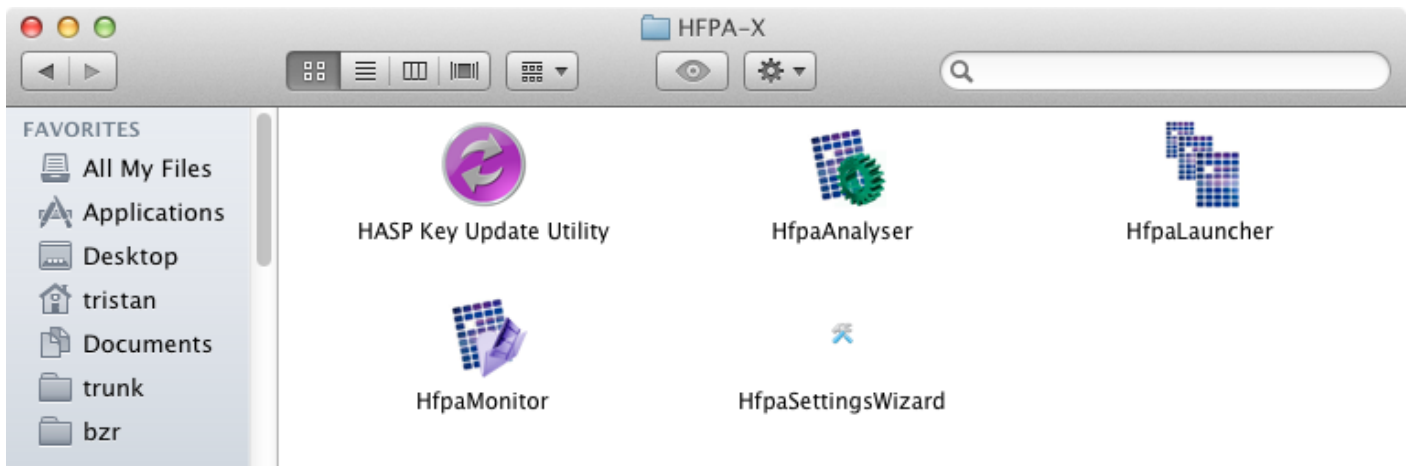 HFPA-X
FAVORITES
All My Files
Applications
Desktop
tristan
Documents
trunk
bzr
HASP Key Update Utility
HfpaAnalyser
HfpaLauncher
HfpaMonitor
HfpaSettingsWizard